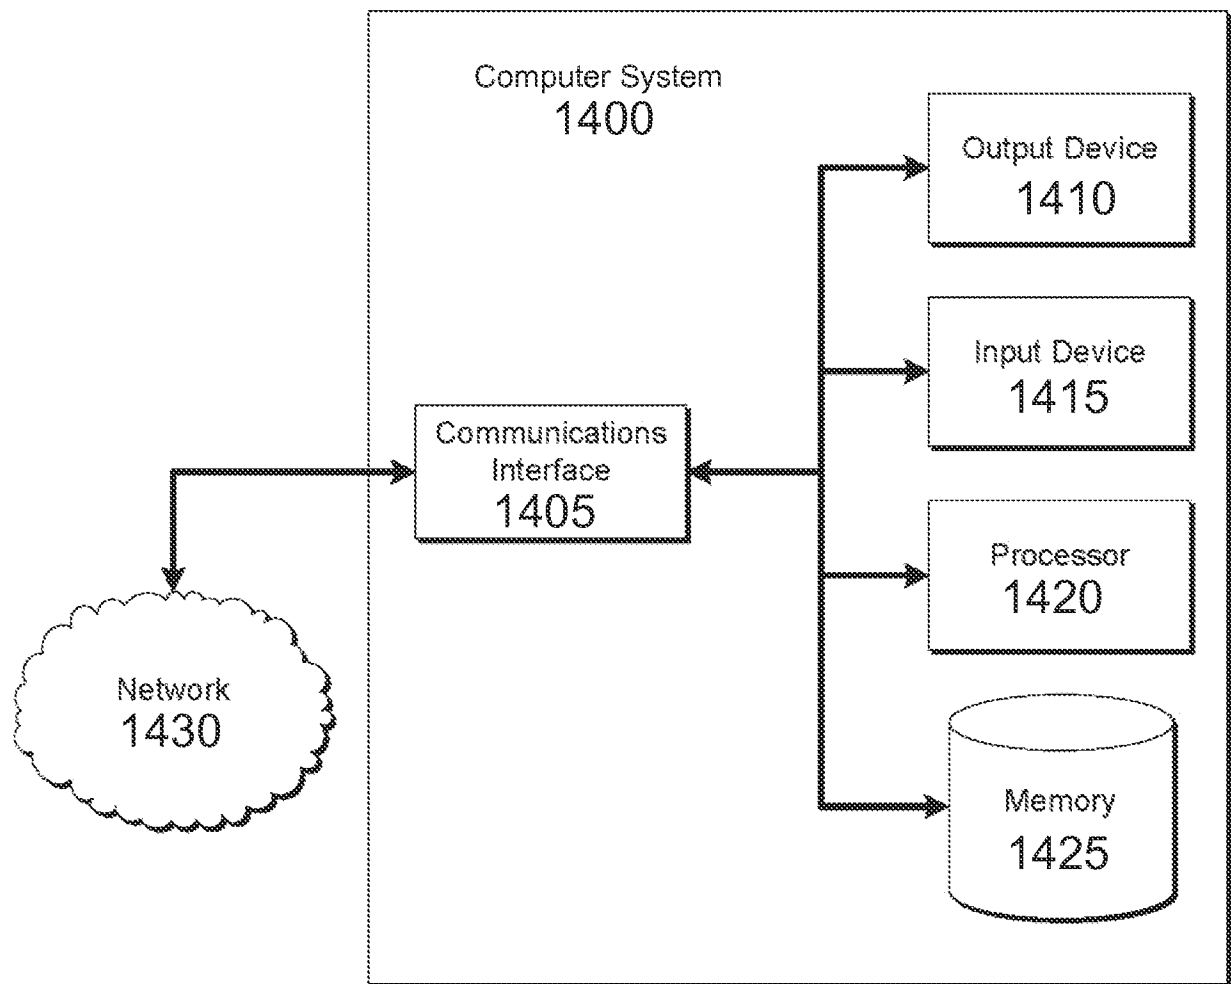 Computer System
1400
Output Device
1410
Input Device
1415
Communications
Interface
1405
Processor
1420
Network
1430
Memory
1425